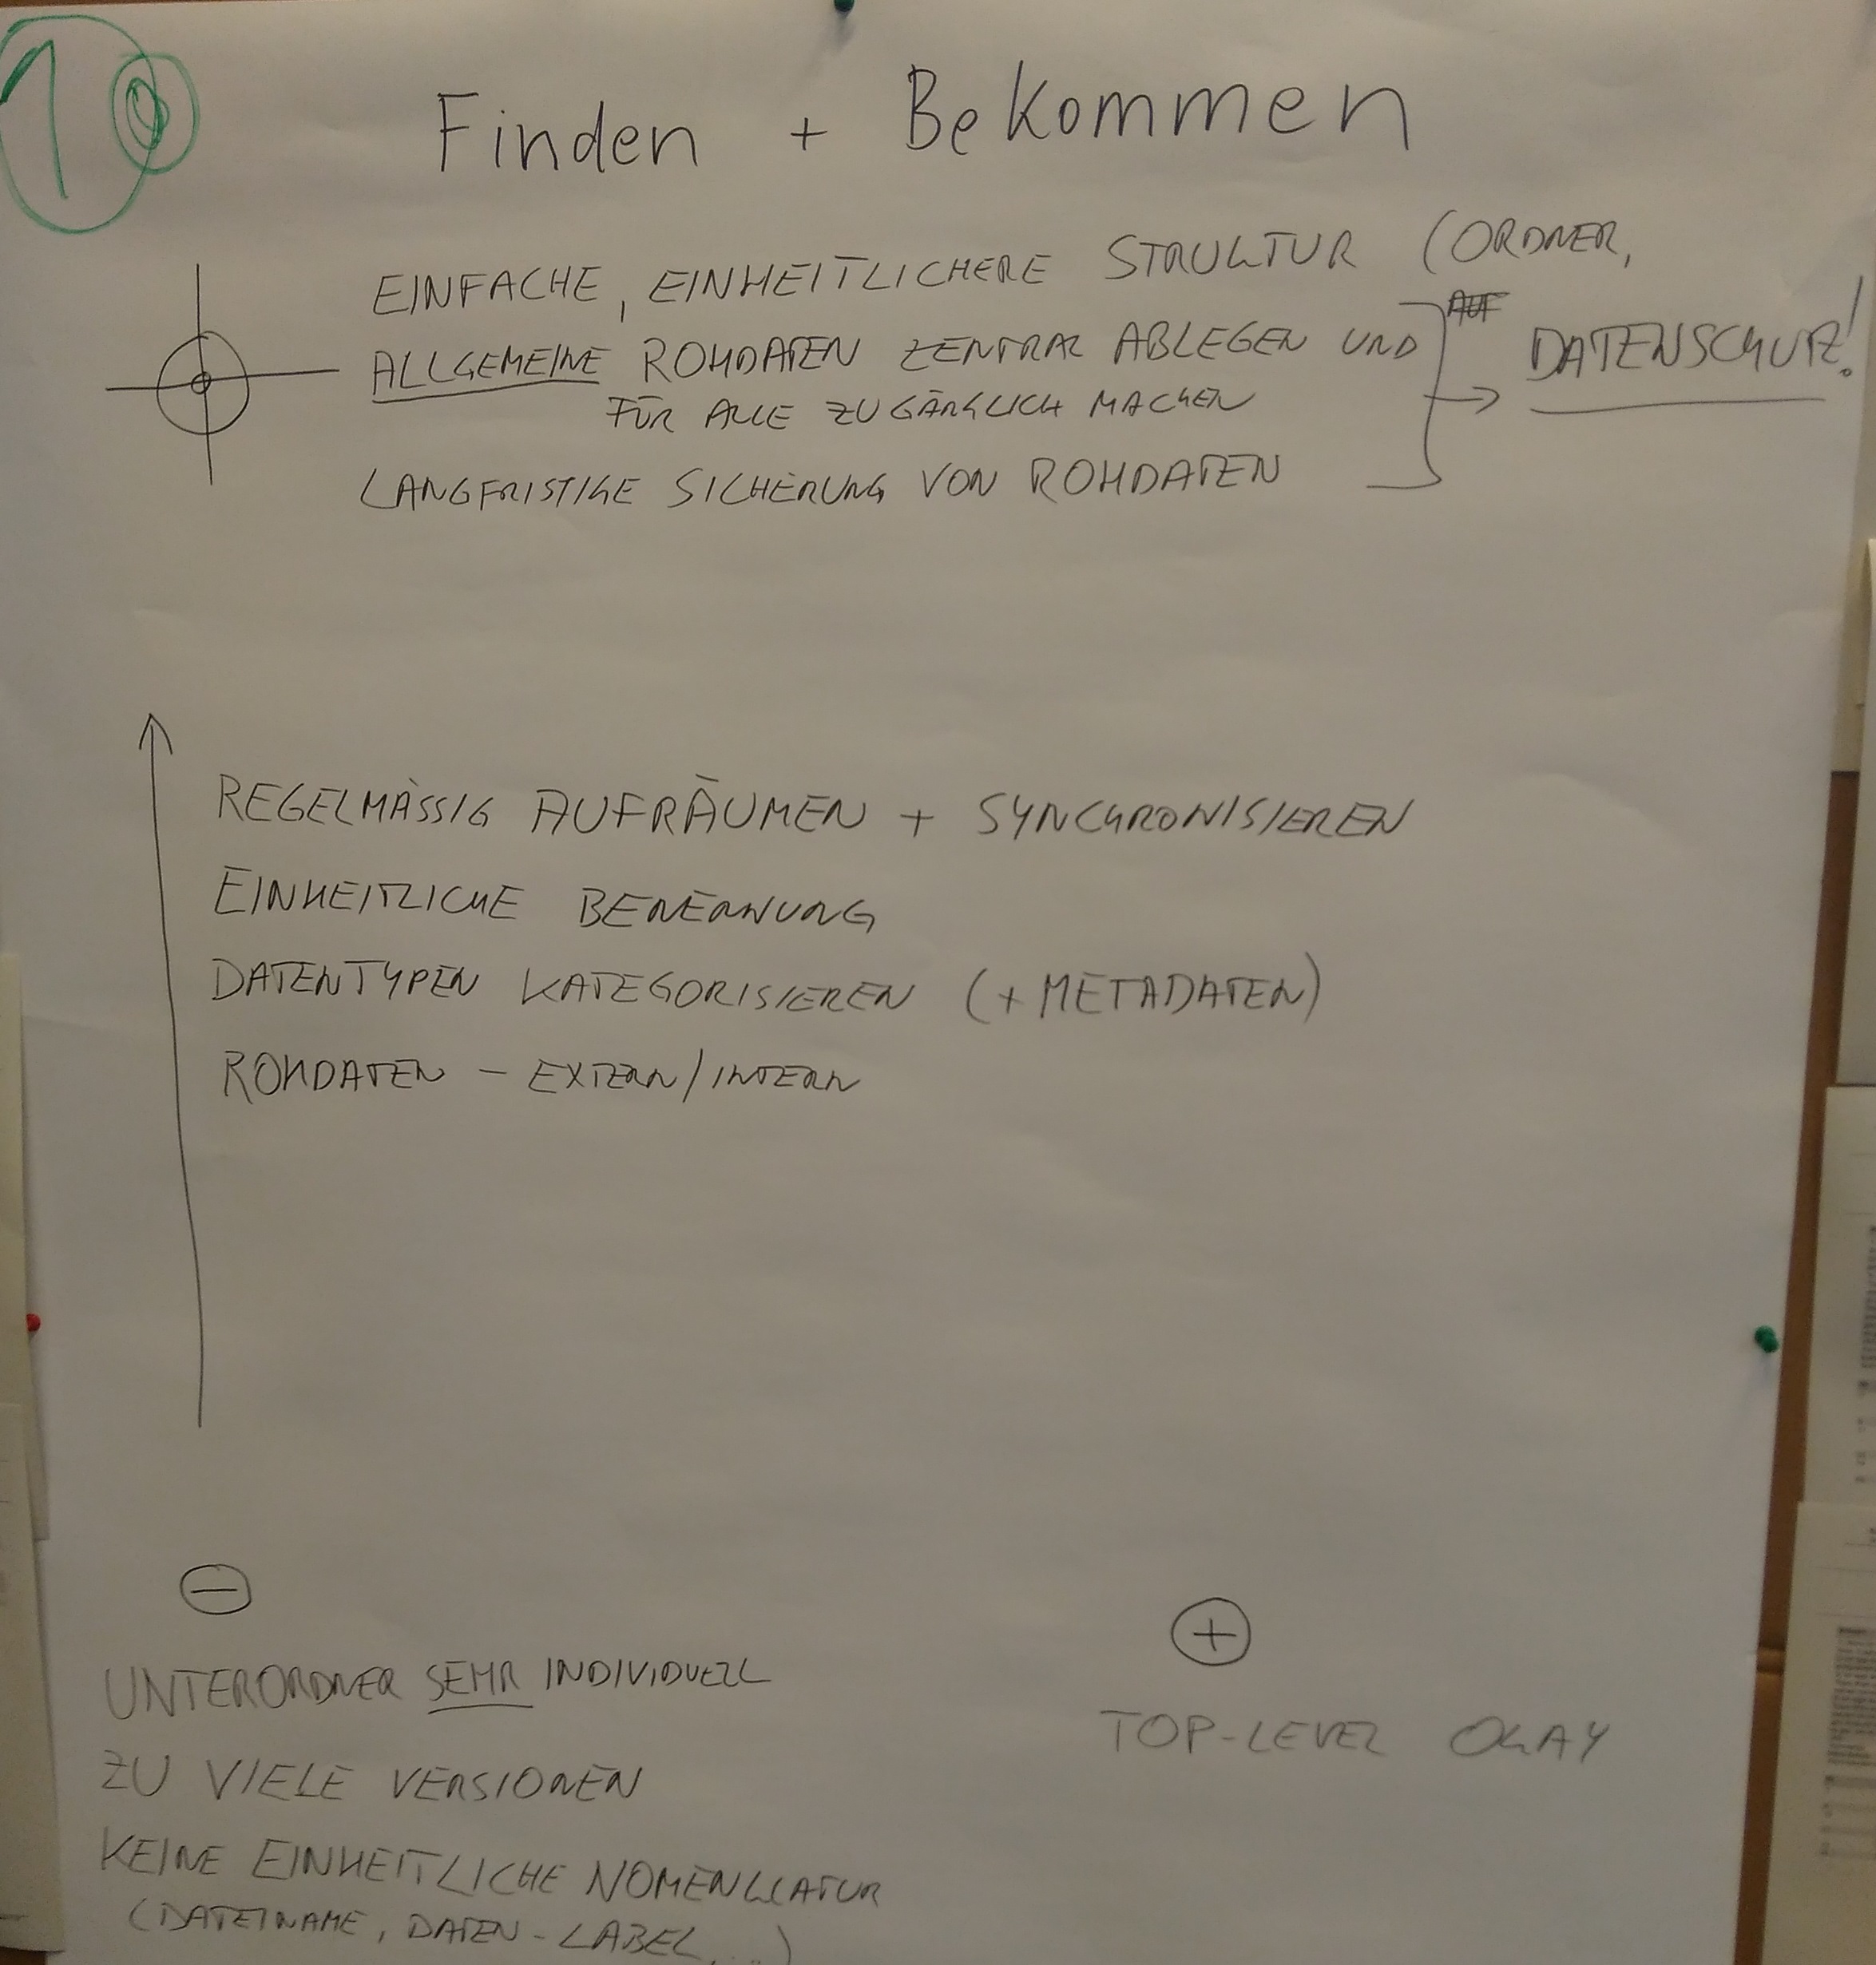 1
Finden + Bekommen
EINFACHE, EINHEITLICHERE STRUKTUR (ORDNER,
AUF
ALLGEMEINE ROHDATEN ZENTRAL ABLEGEN UND
FÜR ALLE ZUGÄNGLICH MACHEN
LANGFRISTIGE SICHERUNG VON ROHDATEN
→ DATENSCHUTZ!
REGELMÄSSIG AUFRÄUMEN + SYNCHRONISIEREN
EINHEITLICHE BENENNUNG
DATENTYPEN KATEGORISIEREN (+ METADATEN)
ROHDATEN - EXTERN/INTERN
-
UNTERORDNER SEHR INDIVIDUELL
ZU VIELE VERSIONEN
KEINE EINHEITLICHE NOMENKLATUR
(DATEINAME, DATEN-LABEL, ...)
+
TOP-LEVEL OKAY